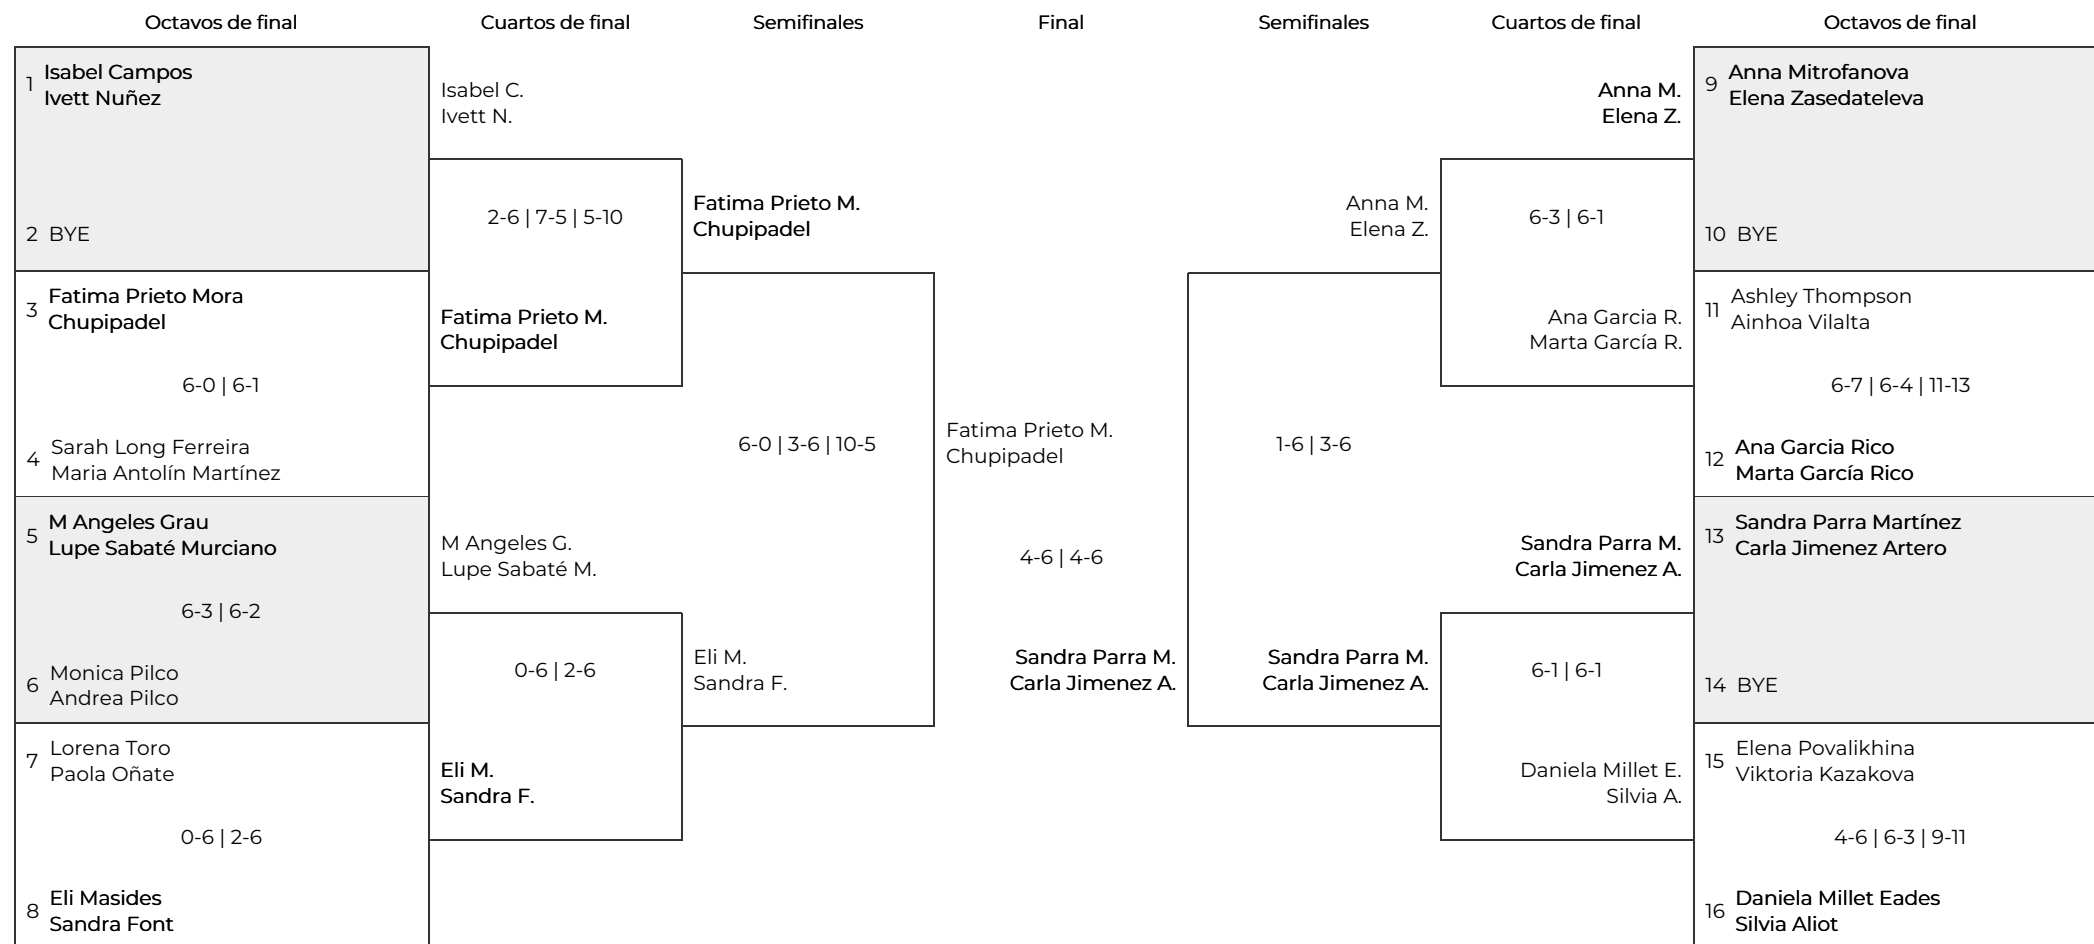 Octavos de final
Cuartos de final
Semifinales
Final
Semifinales
Cuartos de final
Octavos de final
1
Isabel Campos
Ivett Nuñez
2 BYE
3
Fatima Prieto Mora
Chupipadel
6-0 | 6-1
4
Sarah Long Ferreira
Maria Antolín Martínez
5
M Angeles Grau
Lupe Sabaté Murciano
6-3 | 6-2
6
Monica Pilco
Andrea Pilco
7
Lorena Toro
Paola Oñate
0-6 | 2-6
8
Eli Masides
Sandra Font
Isabel C.
Ivett N.
2-6 | 7-5 | 5-10
Fatima Prieto M.
Chupipadel
M Angeles G.
Lupe Sabaté M.
0-6 | 2-6
Eli M.
Sandra F.
Fatima Prieto M.
Chupipadel
6-0 | 3-6 | 10-5
Eli M.
Sandra F.
Fatima Prieto M.
Chupipadel
4-6 | 4-6
Sandra Parra M.
Carla Jimenez A.
Anna M.
Elena Z.
1-6 | 3-6
Sandra Parra M.
Carla Jimenez A.
Anna M.
Elena Z.
6-3 | 6-1
Ana Garcia R.
Marta García R.
Sandra Parra M.
Carla Jimenez A.
6-1 | 6-1
Daniela Millet E.
Silvia A.
9
Anna Mitrofanova
Elena Zasedateleva
10 BYE
11
Ashley Thompson
Ainhoa Vilalta
6-7 | 6-4 | 11-13
12
Ana Garcia Rico
Marta García Rico
13
Sandra Parra Martínez
Carla Jimenez Artero
14 BYE
15
Elena Povalikhina
Viktoria Kazakova
4-6 | 6-3 | 9-11
16
Daniela Millet Eades
Silvia Aliot